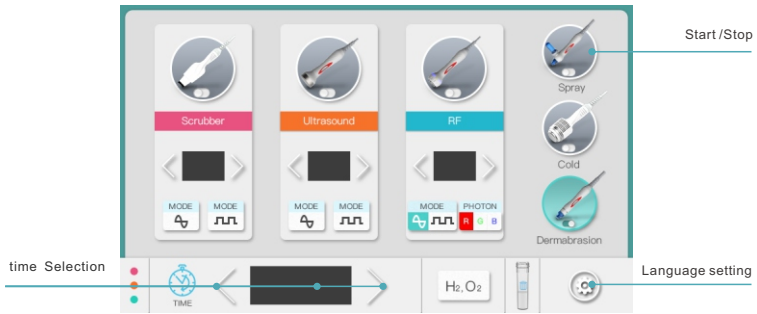 Start /Stop
Spray
Scrubber
Ultrasound
RF
Cold
MODE MODE
MODE MODE
MODE PHOTON
R G B
Dermabrasion
time Selection
Language setting
TIME
H2,O2